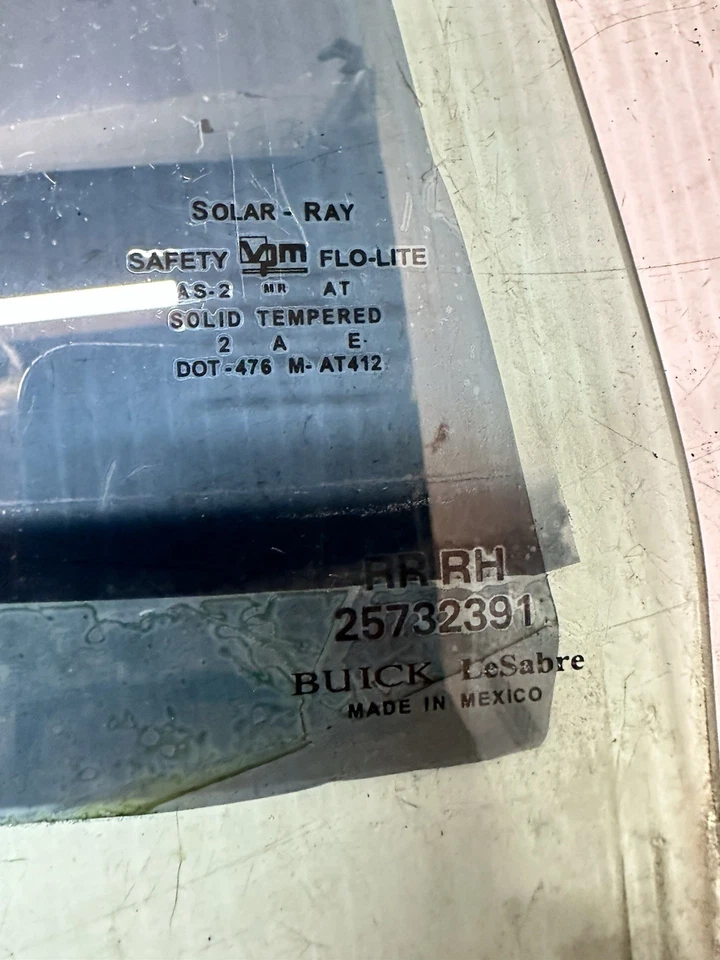 SOLAR - RAY
SAFETY vpm FLO-LITE
AS-2 MR AT
SOLID TEMPERED
2 A E
DOT-476 M-AT412
RR RH
25732391
BUICK LeSabre
MADE IN MEXICO